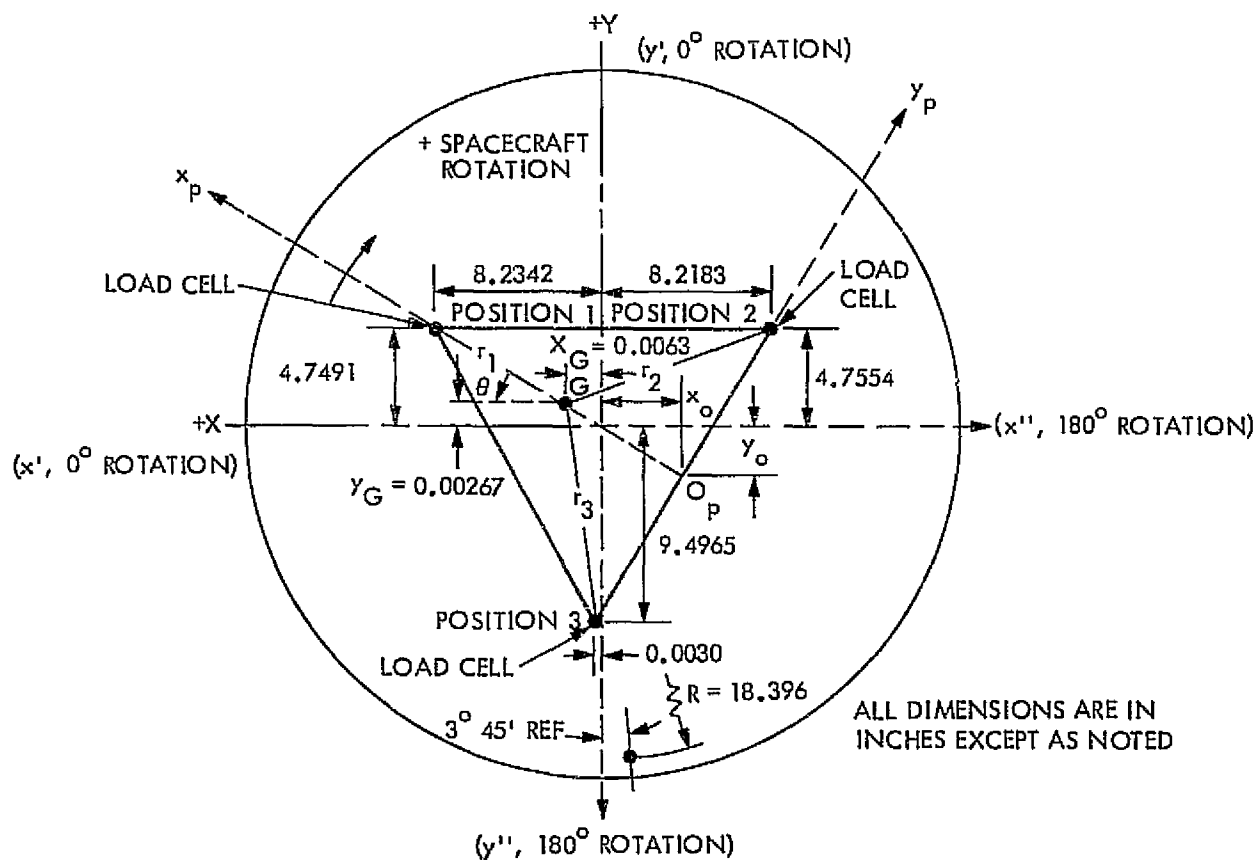 +Y
(y', 0° ROTATION)
y_p
+ SPACECRAFT
ROTATION
x_p
8.2342
8.2183
LOAD CELL
LOAD
CELL
POSITION 1
POSITION 2
X_G = 0.0063
r_1
r_2
4.7491
θ
G
x_o
4.7554
+X
(x'', 180° ROTATION)
(x', 0° ROTATION)
y_o
y_G = 0.00267
r_3
O_p
9.4965
POSITION 3
LOAD CELL
0.0030
R = 18.396
3° 45' REF
ALL DIMENSIONS ARE IN
INCHES EXCEPT AS NOTED
(y'', 180° ROTATION)